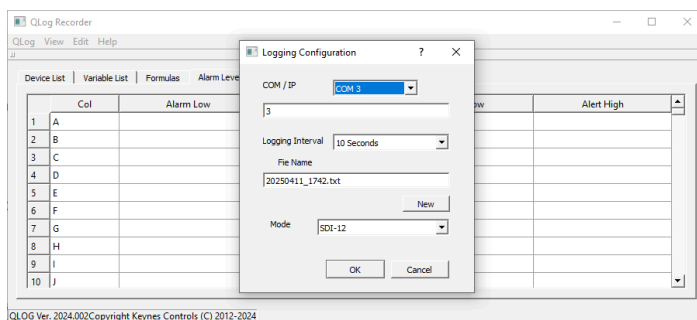 QLog Recorder
QLog View Edit Help
Logging Configuration ? X
Device List Variable List Formulas Alarm Leve
Col Alarm Low ow Alert High
COM / IP COM 3
3
Logging Interval 10 Seconds
Fie Name
20250411_1742.txt
New
Mode SDI-12
OK Cancel
1 A
2 B
3 C
4 D
5 E
6 F
7 G
8 H
9 I
10 J
QLOG Ver. 2024.002Copyright Keynes Controls (C) 2012-2024